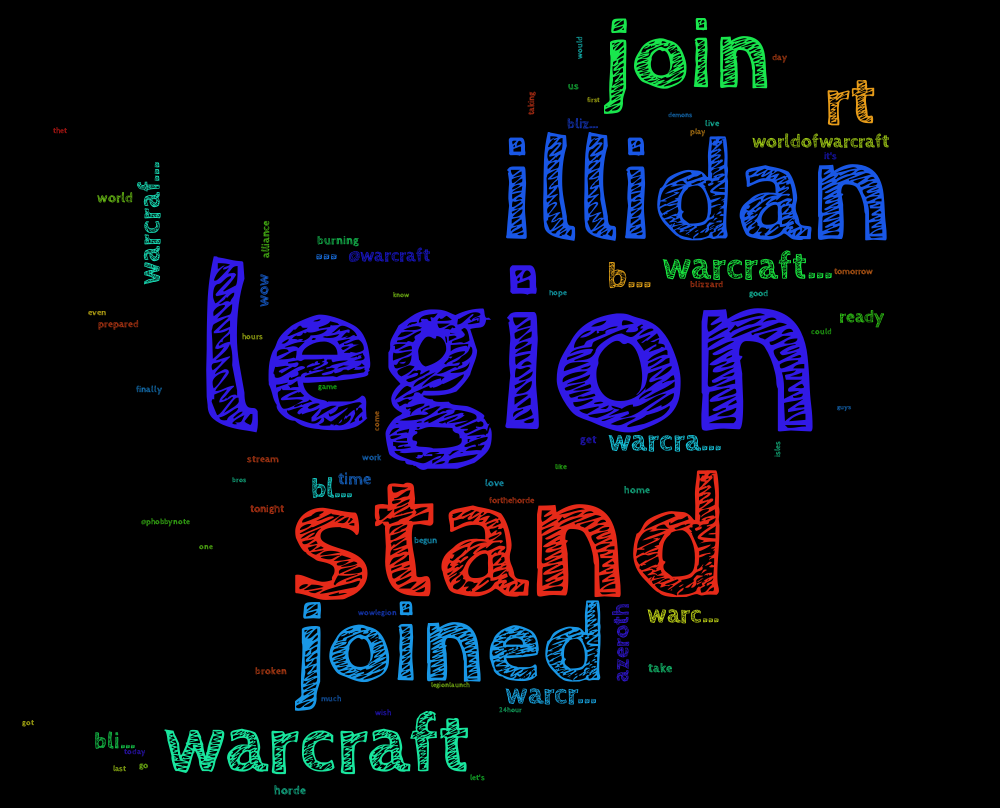 join
would
day
us
rt
first
taking
demons
live
bliz...
play
worldofwarcraft
thet
it's
illidan
warcraf...
world
alliance
burning
... @warcraft
b...
warcraft...
tomorrow
blizzard
wow
hope
good
know
even
prepared
ready
could
legion
hours
game
finally
come
guys
get
warcra...
isles
stream
work
like
bros
bl...
time
love
home
tonight
forthehorde
@phobbynote
one
begun
stand
wowlegion
joined
azeroth
warc...
broken
take
legionlaunch
much
warcr...
wish
24hour
got
bli...
today
last
go
warcraft
let's
horde